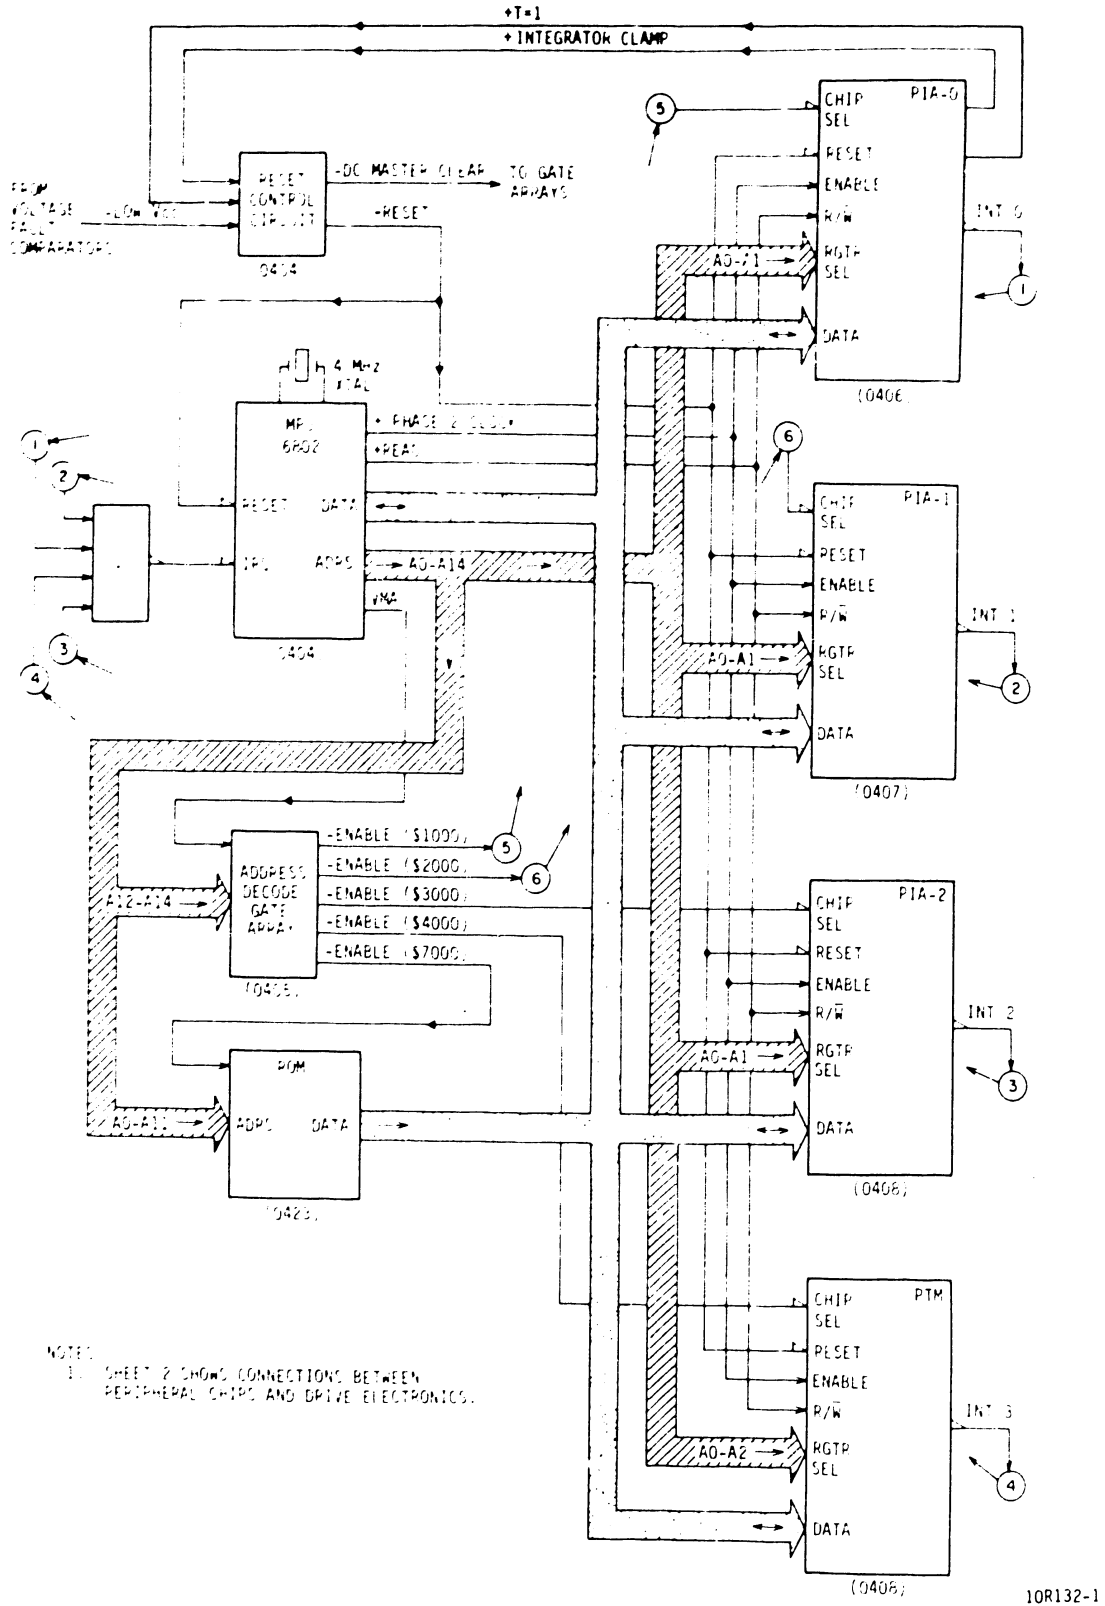 +T=1
+INTEGRATOR CLAMP
PIA-0
CHIP
SEL
5
RESET
ENABLE
R/W̅
RGTR
SEL
DATA
INT 0
1
(0406
A0-A1
RESET
CONTROL
CIRCUIT
0404
FROM
VOLTAGE
FAULT
COMPARATORS
-LOW VCC
-DC MASTER CLEAR
TO GATE
ARRAYS
-RESET
4 MHz
XTAL
6802
RESET
DATA
ADRS
0404
+ PHASE 2
+READ
A0-A14
VMA
1
2
3
4
6
PIA-1
CHIP
SEL
RESET
ENABLE
R/W̅
RGTR
SEL
DATA
INT 1
2
(0407)
A0-A1
ADDRESS
DECODE
GATE
ARRAY
A12-A14
-ENABLE ($1000)
-ENABLE ($2000)
-ENABLE ($3000)
-ENABLE ($4000)
-ENABLE ($7000)
5
6
ROM
ADRS
DATA
A0-A11
(0423)
PIA-2
CHIP
SEL
RESET
ENABLE
R/W̅
RGTR
SEL
DATA
INT 2
3
(0408)
A0-A1
PTM
CHIP
SEL
RESET
ENABLE
R/W̅
RGTR
SEL
DATA
INT 3
4
(0408)
A0-A2
NOTES
1. SHEET 2 SHOWS CONNECTIONS BETWEEN
PERIPHERAL CHIPS AND DRIVE ELECTRONICS.
10R132-1